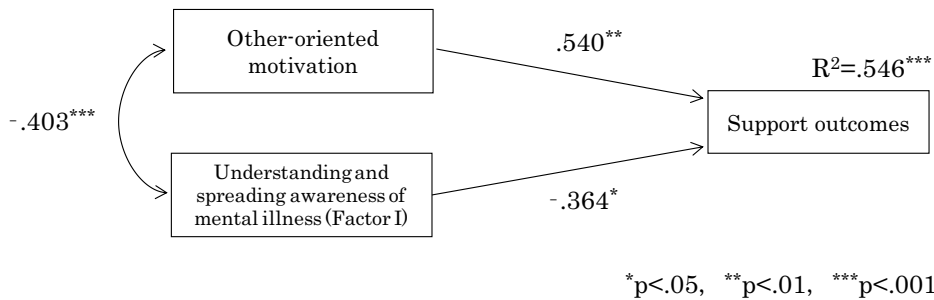 Other-oriented
motivation
.540**
R²=.546***
-.403***
Support outcomes
Understanding and
spreading awareness of
mental illness (Factor I)
-.364*
*p<.05, **p<.01, ***p<.001